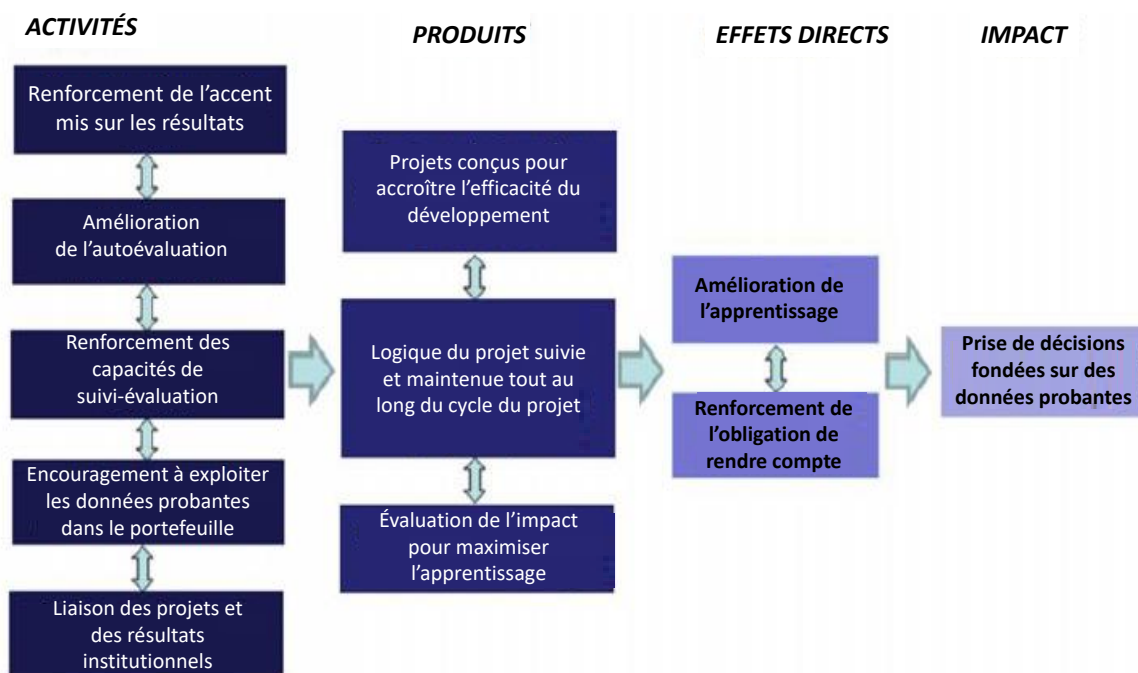 ACTIVITÉS
PRODUITS
EFFETS DIRECTS
IMPACT
Renforcement de l’accent
mis sur les résultats
Amélioration
de l’autoévaluation
Renforcement des
capacités de
suivi-évaluation
Encouragement à exploiter
les données probantes
dans le portefeuille
Liaison des projets et
des résultats
institutionnels
Projets conçus pour
accroître l’efficacité du
développement
Logique du projet suivie
et maintenue tout au
long du cycle du projet
Évaluation de l’impact
pour maximiser
l’apprentissage
Amélioration de
l’apprentissage
Renforcement de
l’obligation de
rendre compte
Prise de décisions
fondées sur des
données probantes